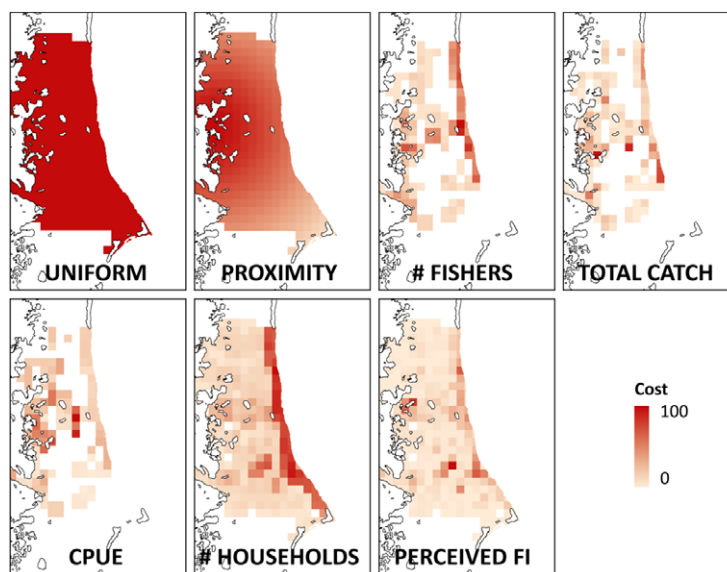 UNIFORM
PROXIMITY
# FISHERS
TOTAL CATCH
CPUE
# HOUSEHOLDS
PERCEIVED FI
Cost
100
0